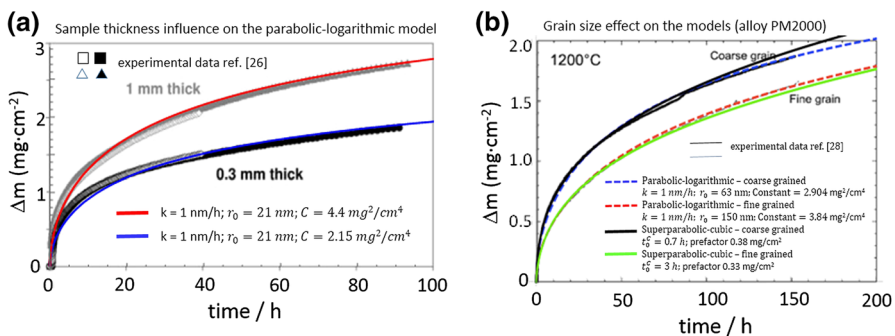 (a) Sample thickness influence on the parabolic-logarithmic model
3
2
1
0
Δm (mg·cm⁻²)
experimental data ref. [26]
1 mm thick
0.3 mm thick
k = 1 nm/h; r₀ = 21 nm; C = 4.4 mg²/cm⁴
k = 1 nm/h; r₀ = 21 nm; C = 2.15 mg²/cm⁴
0 20 40 60 80 100
time / h
(b) Grain size effect on the models (alloy PM2000)
2.0
1.5
1.0
0.5
0.0
Δm (mg·cm⁻²)
1200°C
Coarse grain
Fine grain
experimental data ref. [28]
Parabolic-logarithmic – coarse grained
k = 1 nm/h: r₀ = 63 nm: Constant = 2.904 mg²/cm⁴
Parabolic-logarithmic – fine grained
k = 1 nm/h: r₀ = 150 nm: Constant = 3.84 mg²/cm⁴
Superparabolic-cubic – coarse grained
t₀ᶜ = 0.7 h; prefactor 0.38 mg/cm²
Superparabolic-cubic – fine grained
t₀ᶜ = 3 h; prefactor 0.33 mg/cm²
0 50 100 150 200
time / h